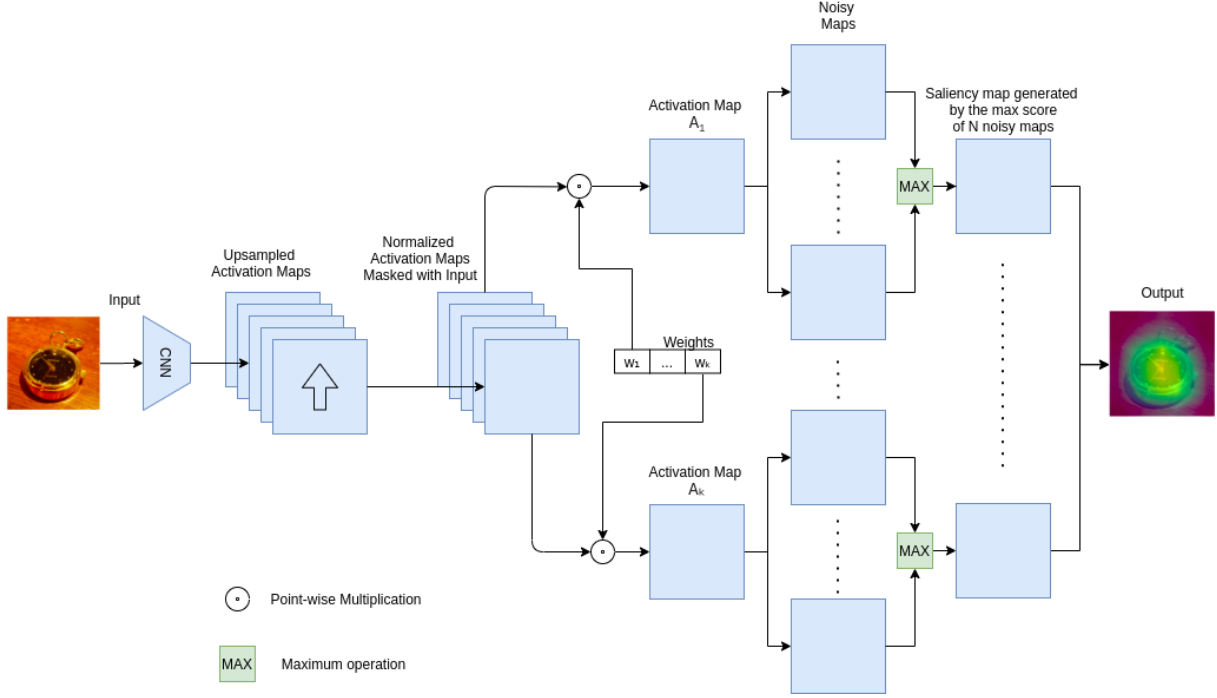 Noisy
Maps
Saliency map generated
by the max score
of N noisy maps
Activation Map
A₁
MAX
Normalized
Activation Maps
Masked with Input
Upsampled
Activation Maps
Input
CNN
Weights
w₁ ... wₖ
Output
Activation Map
Aₖ
MAX
Point-wise Multiplication
MAX Maximum operation